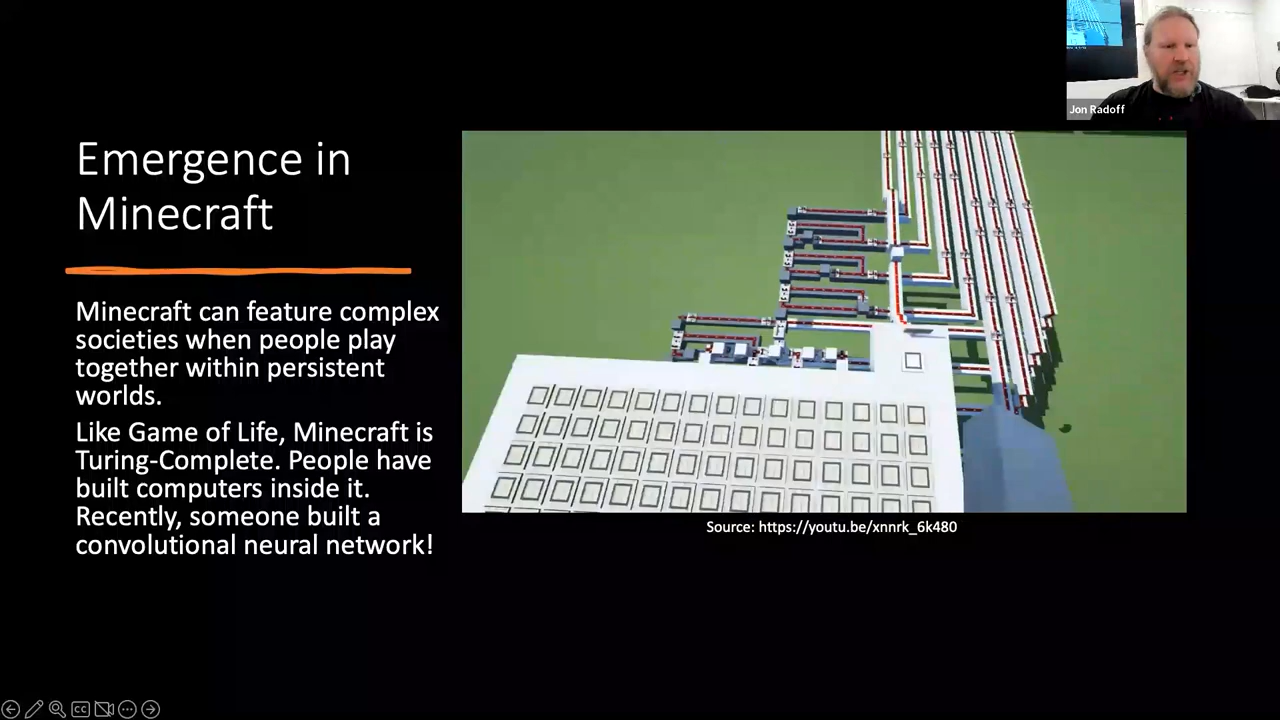 Jon Radoff
Emergence in
Minecraft
Minecraft can feature complex
societies when people play
together within persistent
worlds.
Like Game of Life, Minecraft is
Turing-Complete. People have
built computers inside it.
Recently, someone built a
convolutional neural network!
Source: https://youtu.be/xnnrk_6k480
CC